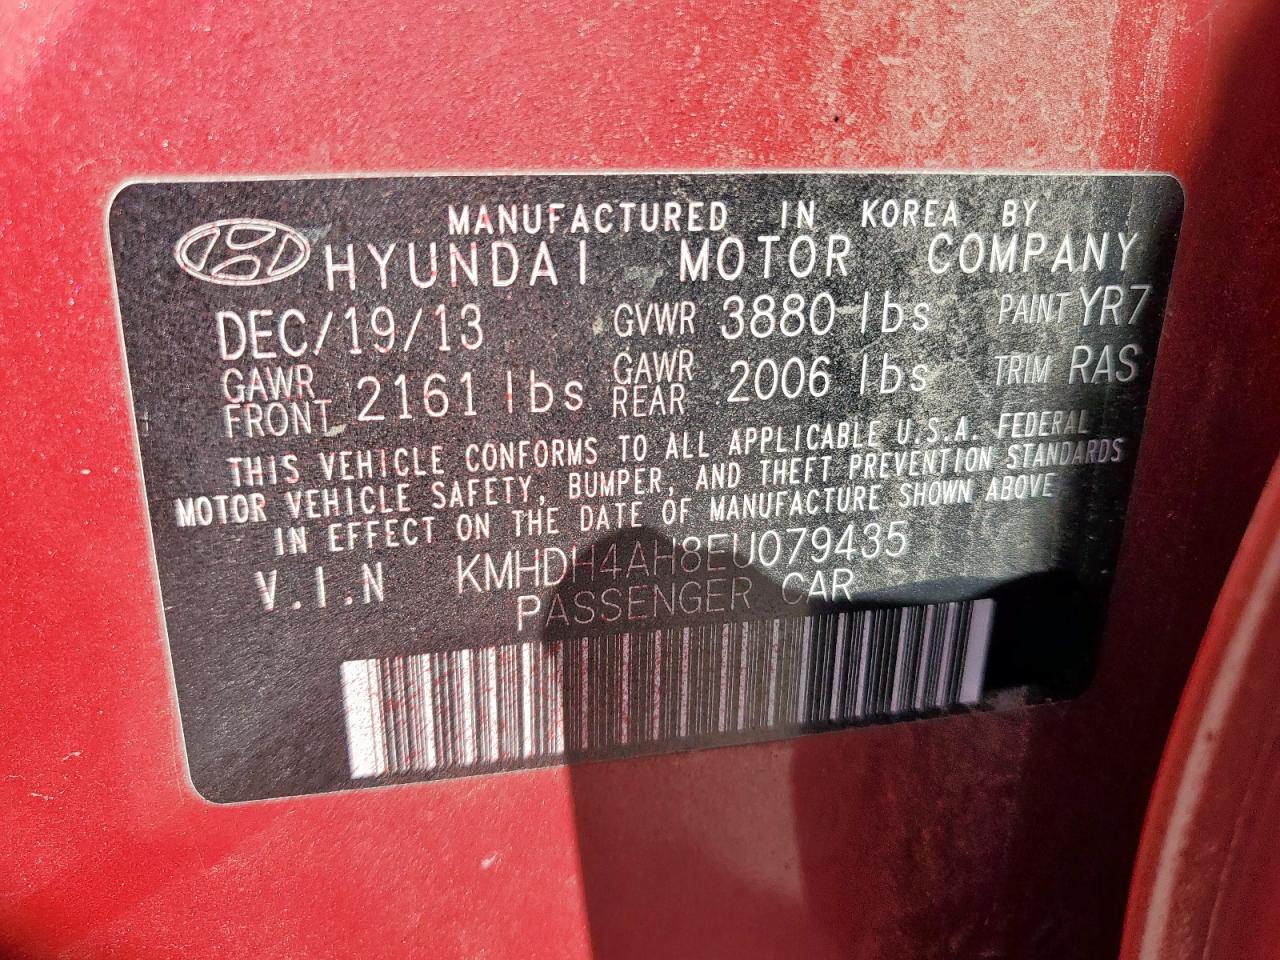 MANUFACTURED IN KOREA BY
HYUNDAI MOTOR COMPANY
DEC/19/13 GVWR 3880 lbs PAINT YR7
GAWR FRONT 2161 lbs GAWR REAR 2006 lbs TRIM RAS
THIS VEHICLE CONFORMS TO ALL APPLICABLE U.S.A. FEDERAL
MOTOR VEHICLE SAFETY, BUMPER, AND THEFT PREVENTION STANDARDS
IN EFFECT ON THE DATE OF MANUFACTURE SHOWN ABOVE
V.I.N KMHDH4AH8EU079435
PASSENGER CAR